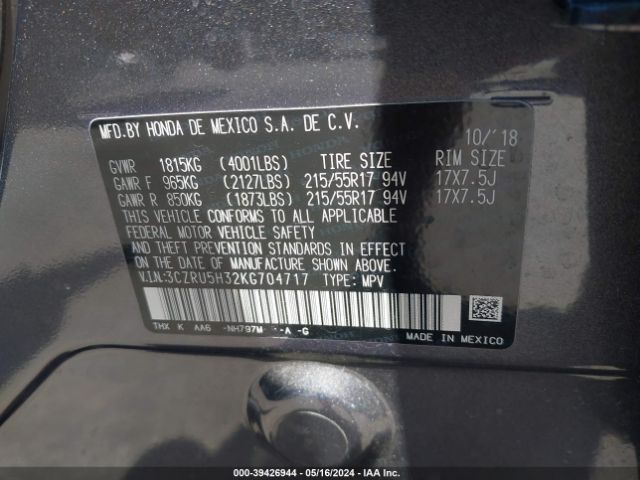 MFD.BY HONDA DE MEXICO S.A. DE C.V. 10/'18
GVWR 1815KG (4001LBS) TIRE SIZE RIM SIZE
GAWR F 965KG (2127LBS) 215/55R17 94V 17X7.5J
GAWR R 850KG (1873LBS) 215/55R17 94V 17X7.5J
THIS VEHICLE CONFORMS TO ALL APPLICABLE
FEDERAL MOTOR VEHICLE SAFETY
AND THEFT PREVENTION STANDARDS IN EFFECT
ON THE DATE OF MANUFACTURE SHOWN ABOVE.
V.I.N.:3CZRU5H32KG704717 TYPE: MPV
THX K AA6 -NH797M -A -G
MADE IN MEXICO
000-39426944 - 05/16/2024 - IAA Inc.